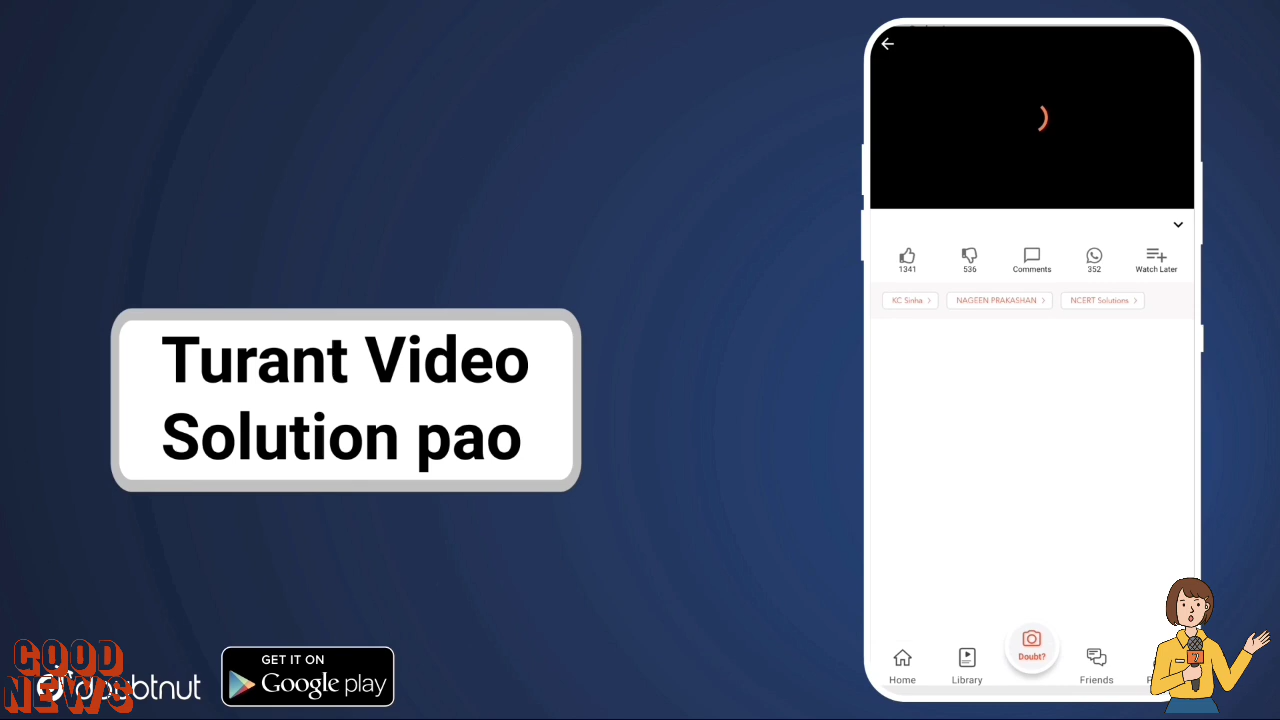 Turant Video
Solution pao
1341
536
Comments
352
Watch Later
KC Sinha
NAGEEN PRAKASHAN
NCERT Solutions
Doubt?
Home
Library
Friends
GOOD
NEWS
doubtnut
GET IT ON
Google play